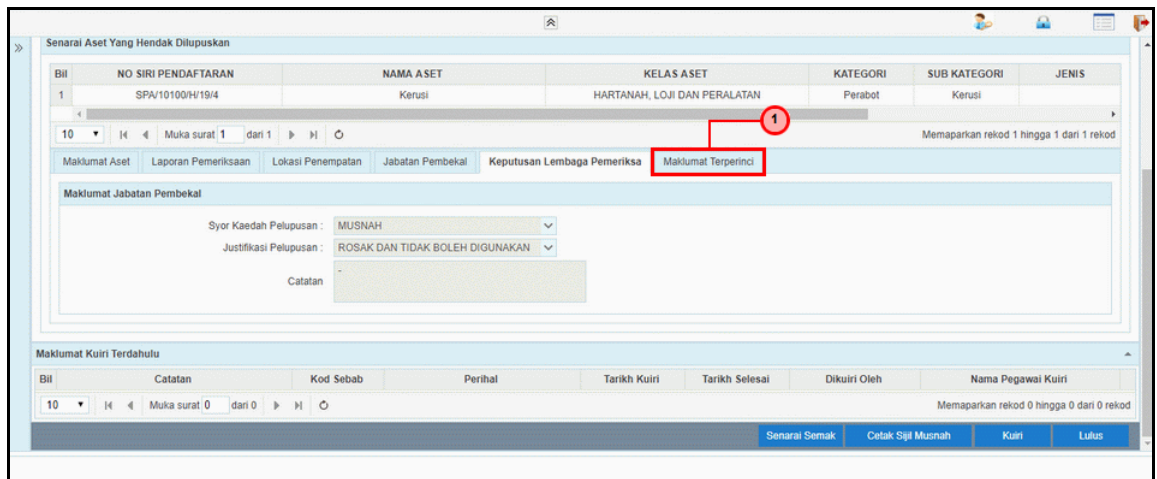 Senarai Aset Yang Hendak Dilupuskan
Bil NO SIRI PENDAFTARAN NAMA ASET KELAS ASET KATEGORI SUB KATEGORI JENIS
1 SPA/10100/H/19/4 Kerusi HARTANAH, LOJI DAN PERALATAN Perabot Kerusi
1
10 Muka surat 1 dari 1 Memaparkan rekod 1 hingga 1 dari 1 rekod
Maklumat Aset Laporan Pemeriksaan Lokasi Penempatan Jabatan Pembekal Keputusan Lembaga Pemeriksa Maklumat Terperinci
Maklumat Jabatan Pembekal
Syor Kaedah Pelupusan : MUSNAH
Justifikasi Pelupusan : ROSAK DAN TIDAK BOLEH DIGUNAKAN
Catatan -
Maklumat Kuiri Terdahulu
Bil Catatan Kod Sebab Perihal Tarikh Kuiri Tarikh Selesai Dikuiri Oleh Nama Pegawai Kuiri
10 Muka surat 0 dari 0 Memaparkan rekod 0 hingga 0 dari 0 rekod
Senarai Semak Cetak Sijil Musnah Kuiri Lulus